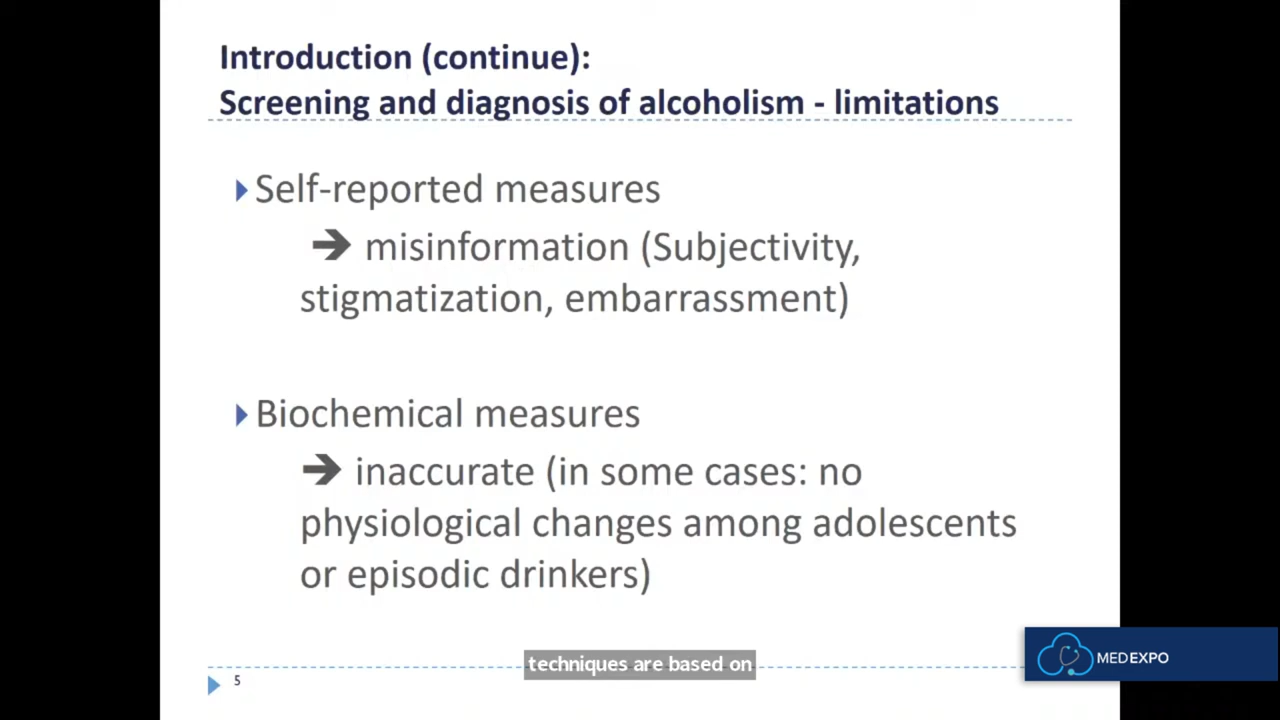 Introduction (continue):
Screening and diagnosis of alcoholism - limitations
Self-reported measures
➔ misinformation (Subjectivity,
stigmatization, embarrassment)
Biochemical measures
➔ inaccurate (in some cases: no
physiological changes among adolescents
or episodic drinkers)
techniques are based on
MEDEXPO
5